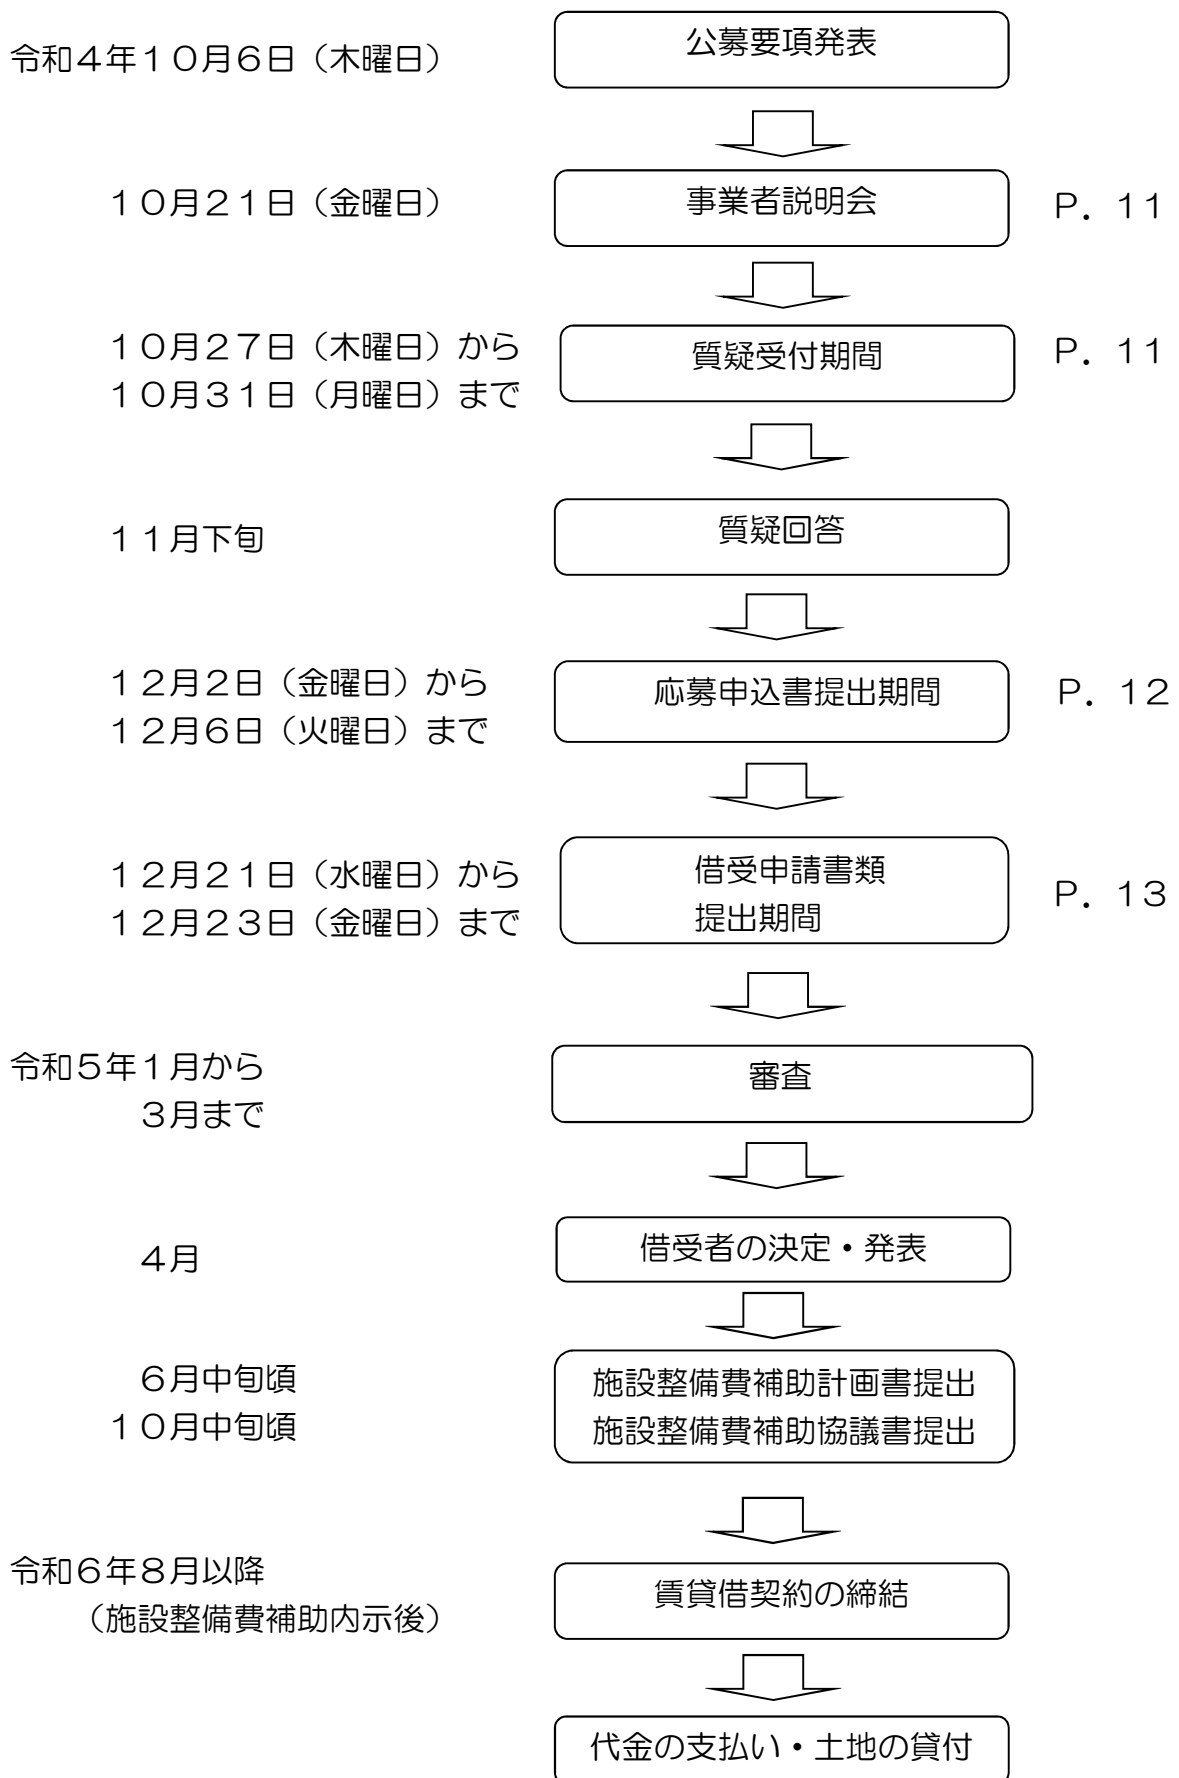 令和４年１０月６日（木曜日）
公募要項発表
１０月２１日（金曜日）
事業者説明会
Ｐ．１１
１０月２７日（木曜日）から
１０月３１日（月曜日）まで
質疑受付期間
Ｐ．１１
１１月下旬
質疑回答
１２月２日（金曜日）から
１２月６日（火曜日）まで
応募申込書提出期間
Ｐ．１２
１２月２１日（水曜日）から
１２月２３日（金曜日）まで
借受申請書類
提出期間
Ｐ．１３
令和５年１月から
３月まで
審査
４月
借受者の決定・発表
６月中旬頃
１０月中旬頃
施設整備費補助計画書提出
施設整備費補助協議書提出
令和６年８月以降
（施設整備費補助内示後）
賃貸借契約の締結
代金の支払い・土地の貸付